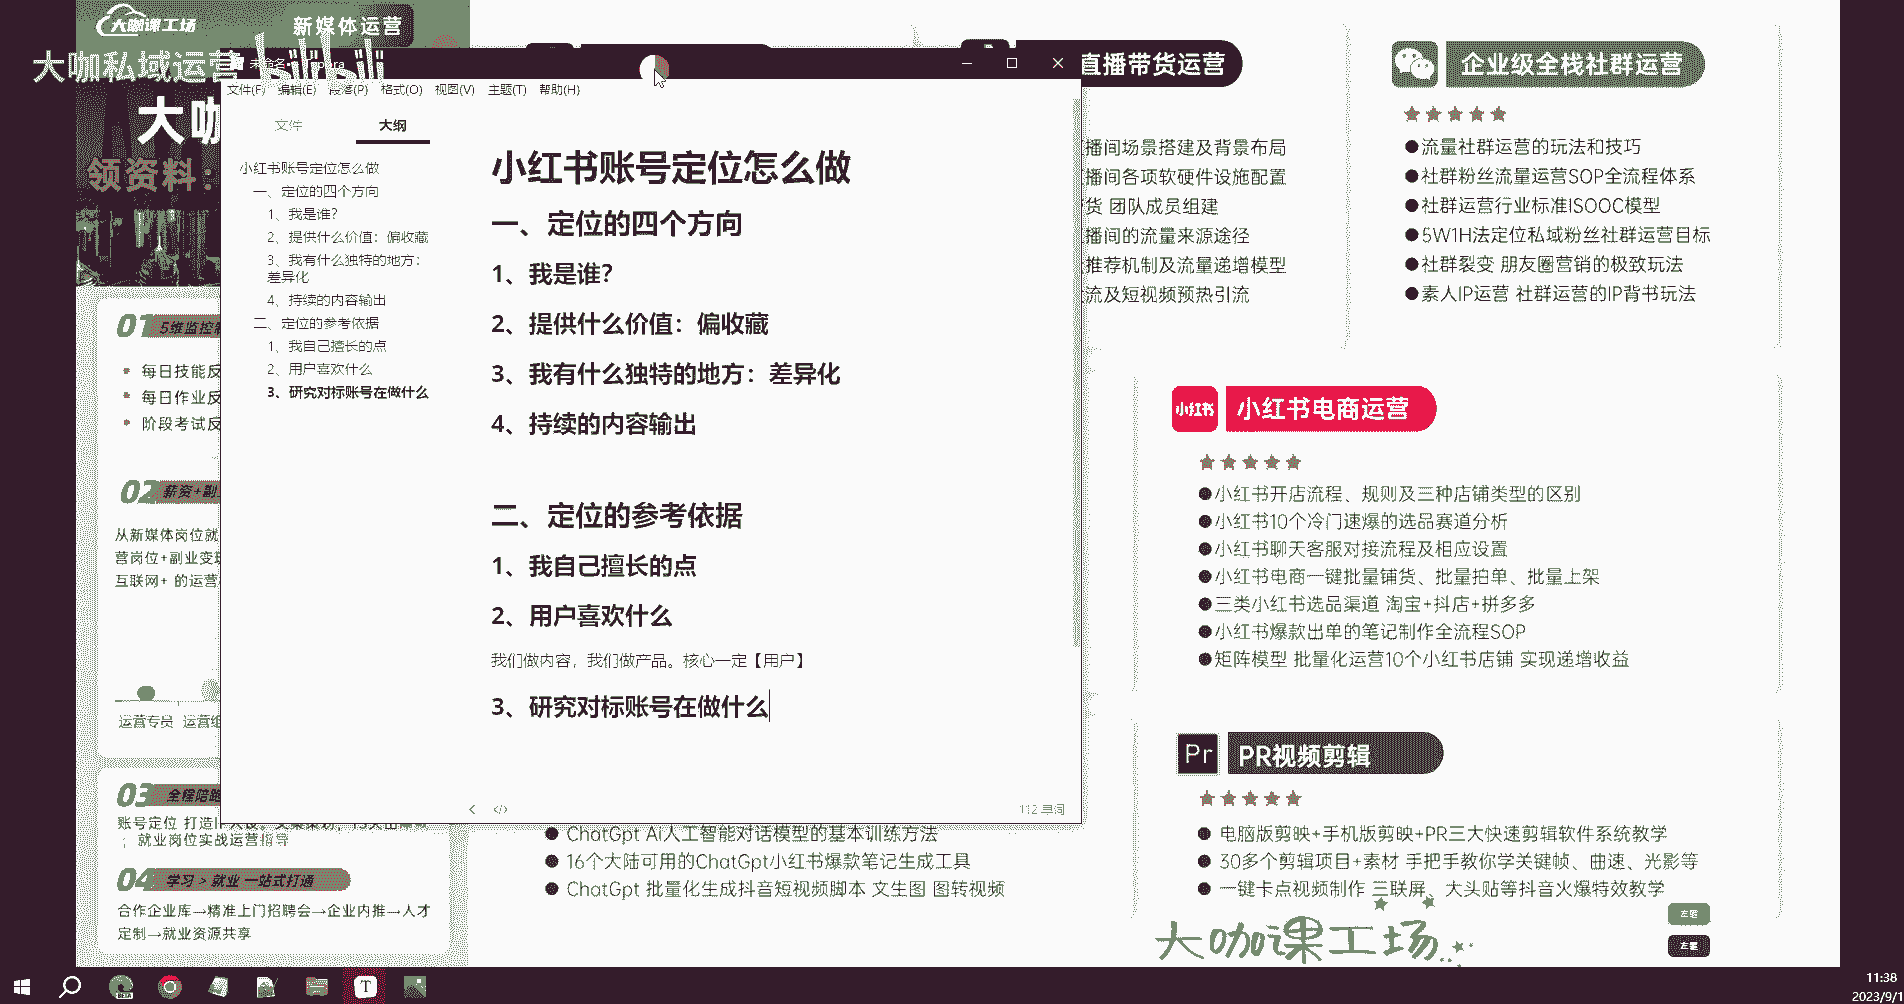 大咖课工场
新媒体运营
大咖私域运营
bilibili
大咖
领资料：
01
5维监控
每日技能反
每日作业反
阶段考试反
02
薪资+副
从新媒体岗位就
营岗位+副业变
互联网+ 的运营
运营专员 运营组
03
全程陪跑
账号定位 打造
就业岗位实战运营指导
04
学习 > 就业 一站式打通
合作企业库→精准上门招聘会→企业内推→人才
定制→就业资源共享
未命名
文件(F) 编辑(E) 段落(P) 格式(O) 视图(V) 主题(T) 帮助(H)
文件
大纲
小红书账号定位怎么做
一、定位的四个方向
1、我是谁？
2、提供什么价值：偏收藏
3、我有什么独特的地方：
差异化
4、持续的内容输出
二、定位的参考依据
1、我自己擅长的点
2、用户喜欢什么
3、研究对标账号在做什么
小红书账号定位怎么做
一、定位的四个方向
1、我是谁？
2、提供什么价值：偏收藏
3、我有什么独特的地方：差异化
4、持续的内容输出
二、定位的参考依据
1、我自己擅长的点
2、用户喜欢什么
我们做内容，我们做产品。核心一定【用户】
3、研究对标账号在做什么
</>
112 单词
ChatGpt AI人工智能对话模型的基本训练方法
16个大陆可用的ChatGpt小红书爆款笔记生成工具
ChatGpt 批量化生成抖音短视频脚本 文生图 图转视频
直播带货运营
播间场景搭建及背景布局
播间各项软硬件设施配置
货 团队成员组建
播间的流量来源途径
推荐机制及流量递增模型
流及短视频预热引流
企业级全栈社群运营
流量社群运营的玩法和技巧
社群粉丝流量运营SOP全流程体系
社群运营行业标准ISOOC模型
5W1H法定位私域粉丝社群运营目标
社群裂变 朋友圈营销的极致玩法
素人IP运营 社群运营的IP背书玩法
小红书
小红书电商运营
小红书开店流程、规则及三种店铺类型的区别
小红书10个冷门速爆的选品赛道分析
小红书聊天客服对接流程及相应设置
小红书电商一键批量铺货、批量拍单、批量上架
三类小红书选品渠道 淘宝+抖店+拼多多
小红书爆款出单的笔记制作全流程SOP
矩阵模型 批量化运营10个小红书店铺 实现递增收益
Pr
PR视频剪辑
电脑版剪映+手机版剪映+PR三大快速剪辑软件系统教学
30多个剪辑项目+素材 手把手教你学关键帧、曲速、光影等
一键卡点视频制作 三联屏、大头贴等抖音火爆特效教学
大咖课工场
T
11:38
2023/9/1